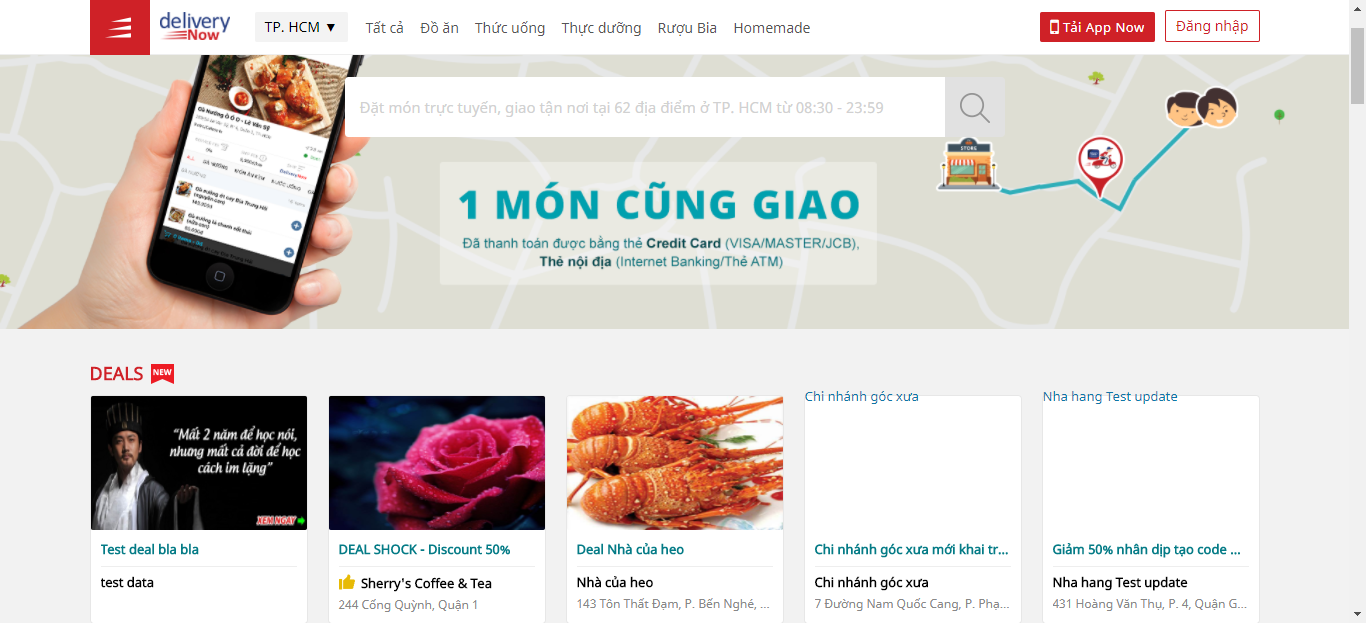 delivery Now
TP. HCM ▼
Tất cả
Đồ ăn
Thức uống
Thực dưỡng
Rượu Bia
Homemade
Tải App Now
Đăng nhập
Đặt món trực tuyến, giao tận nơi tại 62 địa điểm ở TP. HCM từ 08:30 - 23:59
Gà Nướng Ò Ó O - Lê Văn Sỹ
STORE
1 MÓN CŨNG GIAO
Đã thanh toán được bằng thẻ Credit Card (VISA/MASTER/JCB),
Thẻ nội địa (Internet Banking/Thẻ ATM)
DEALS NEW
“Mất 2 năm để học nói,
nhưng mất cả đời để học
cách im lặng”
XEM NGAY
Test deal bla bla
test data
DEAL SHOCK - Discount 50%
Sherry's Coffee & Tea
244 Cống Quỳnh, Quận 1
Deal Nhà của heo
Nhà của heo
143 Tôn Thất Đạm, P. Bến Nghé, ...
Chi nhánh góc xưa
Chi nhánh góc xưa mới khai tr...
Chi nhánh góc xưa
7 Đường Nam Quốc Cang, P. Phạ...
Nha hang Test update
Giảm 50% nhân dịp tạo code ...
Nha hang Test update
431 Hoàng Văn Thụ, P. 4, Quận G...